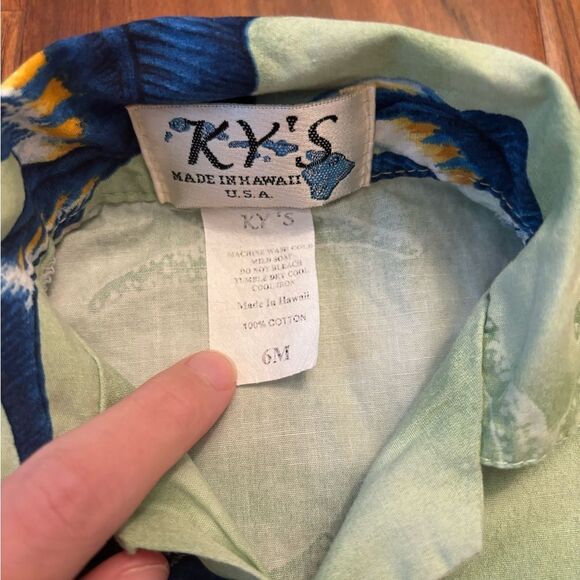 KY'S
MADE IN HAWAII
U.S.A.
KY 'S
MACHINE WASH COLD
MILD SOAP
DO NOT BLEACH
TUMBLE DRY COOL
COOL IRON
Made In Hawaii
100% COTTON
6M